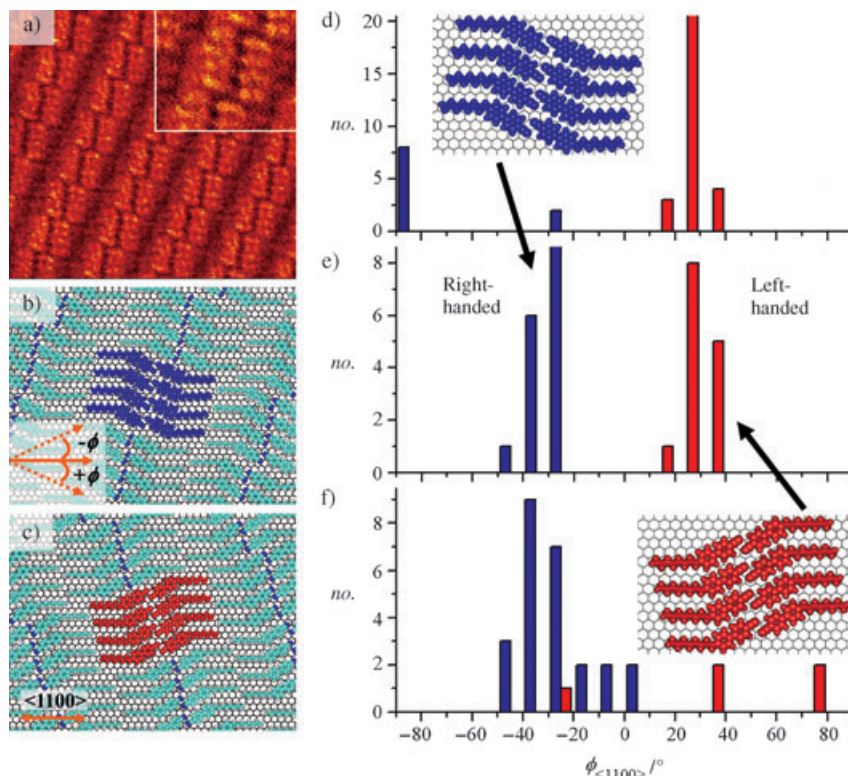 a)
b)
-ϕ
+ϕ
c)
<1100>
d)
20
15
no.
10
5
0
e)
8
Right-
handed
Left-
handed
6
no.
4
2
0
f)
8
6
no.
4
2
0
−80 −60 −40 −20 0 20 40 60 80
ϕ<1100> /°